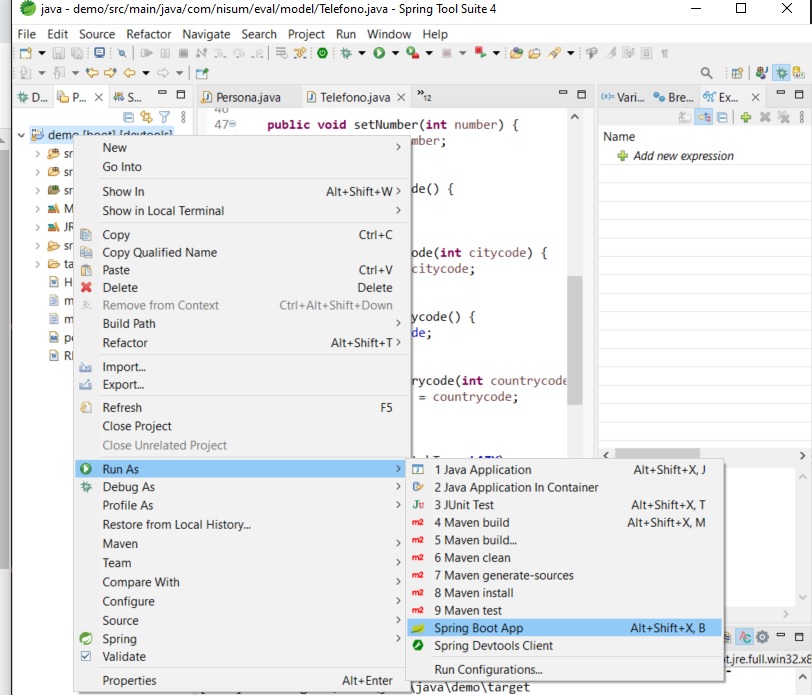 java - demo/src/main/java/com/nisum/eval/model/Telefono.java - Spring Tool Suite 4
File Edit Source Refactor Navigate Search Project Run Window Help
D... P... S... Persona.java Telefono.java 12 Vari... Bre... Ex...
47 public void setNumber(int number) {
mber;
de() {
ode(int citycode) {
citycode;
ycode() {
de;
rycode(int countrycode
= countrycode;
Name
Add new expression
demo [boot] [devtools]
New
Go Into
Show In Alt+Shift+W
Show in Local Terminal
Copy Ctrl+C
Copy Qualified Name
Paste Ctrl+V
Delete Delete
Remove from Context Ctrl+Alt+Shift+Down
Build Path
Refactor Alt+Shift+T
Import...
Export...
Refresh F5
Close Project
Close Unrelated Project
Run As
Debug As
Profile As
Restore from Local History...
Maven
Team
Compare With
Configure
Source
Spring
Validate
Properties Alt+Enter
1 Java Application Alt+Shift+X, J
2 Java Application In Container
3 JUnit Test Alt+Shift+X, T
4 Maven build Alt+Shift+X, M
5 Maven build...
6 Maven clean
7 Maven generate-sources
8 Maven install
9 Maven test
Spring Boot App Alt+Shift+X, B
Spring Devtools Client
Run Configurations...
t.jre.full.win32.x8
\java\demo\target